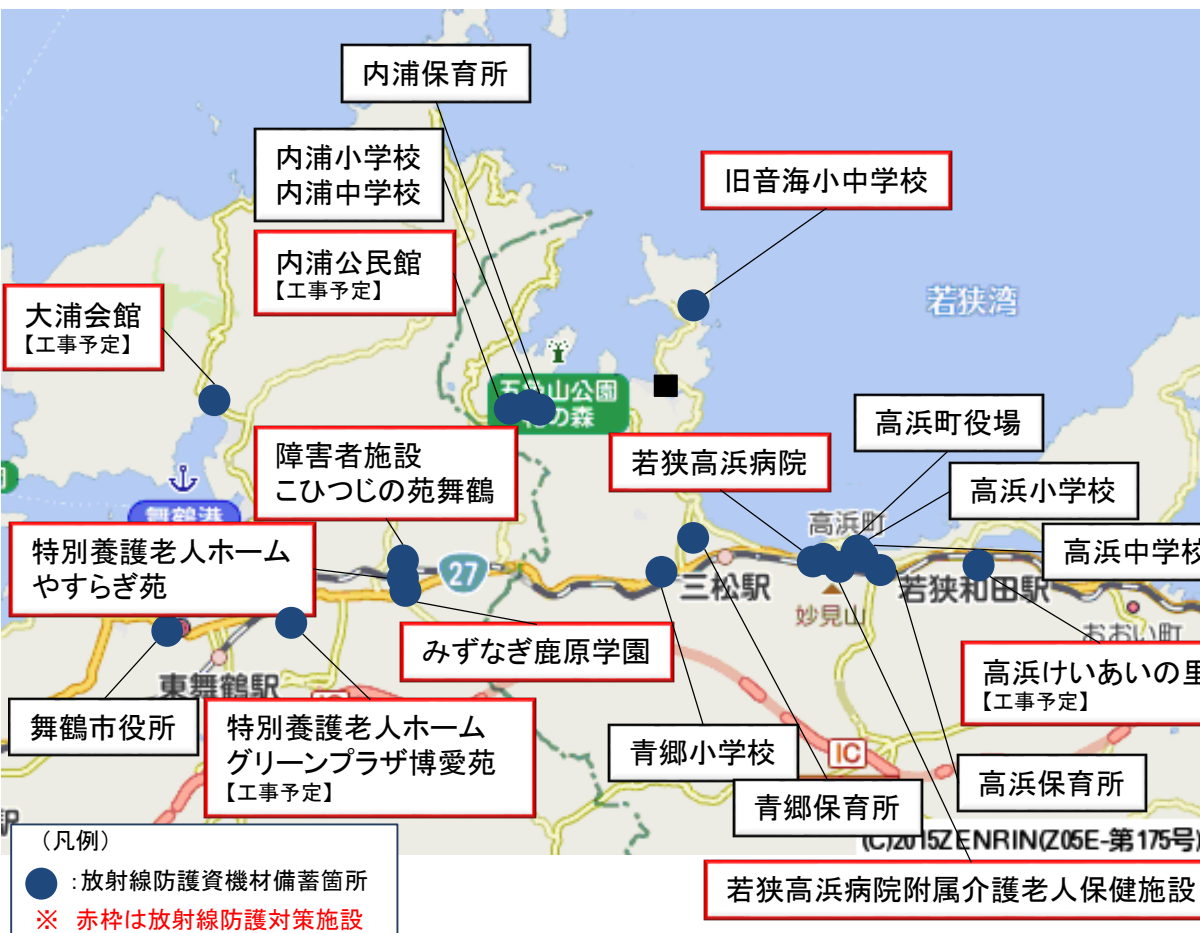 内浦保育所
内浦小学校
内浦中学校
旧音海小中学校
内浦公民館
【工事予定】
大浦会館
【工事予定】
若狭湾
山公園
の森
高浜町役場
障害者施設
こひつじの苑舞鶴
若狭高浜病院
高浜小学校
舞鶴港
高浜町
特別養護老人ホーム
やすらぎ苑
高浜中学校
27
三松駅
若狭和田駅
妙見山
おおい町
みずなぎ鹿原学園
高浜けいあいの里
【工事予定】
東舞鶴駅
舞鶴市役所
特別養護老人ホーム
グリーンプラザ博愛苑
【工事予定】
青郷小学校
IC
高浜保育所
青郷保育所
(C)2015ZENRIN(Z05E-第175号)
若狭高浜病院附属介護老人保健施設
（凡例）
：放射線防護資機材備蓄箇所
※ 赤枠は放射線防護対策施設